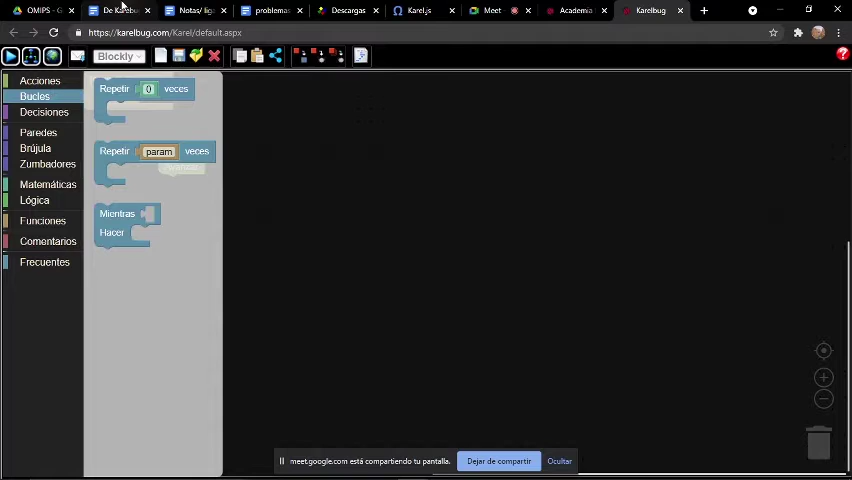 OMIPS - G
De Karebu
Notas/ liga
problemas
Descargas
Karel.js
Meet
Academia
Karelbug
https://karelbug.com/Karel/default.aspx
Blockly
Acciones
Bucles
Decisiones
Paredes
Brújula
Zumbadores
Matemáticas
Lógica
Funciones
Comentarios
Frecuentes
Repetir 0 veces
Repetir param veces
Mientras
Hacer
meet.google.com está compartiendo tu pantalla.
Dejar de compartir
Ocultar